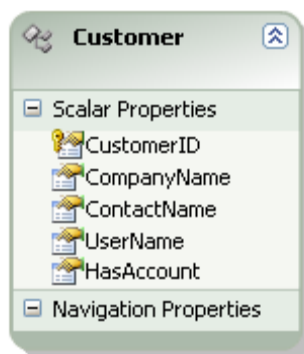 Customer
Scalar Properties
CustomerID
CompanyName
ContactName
UserName
HasAccount
Navigation Properties